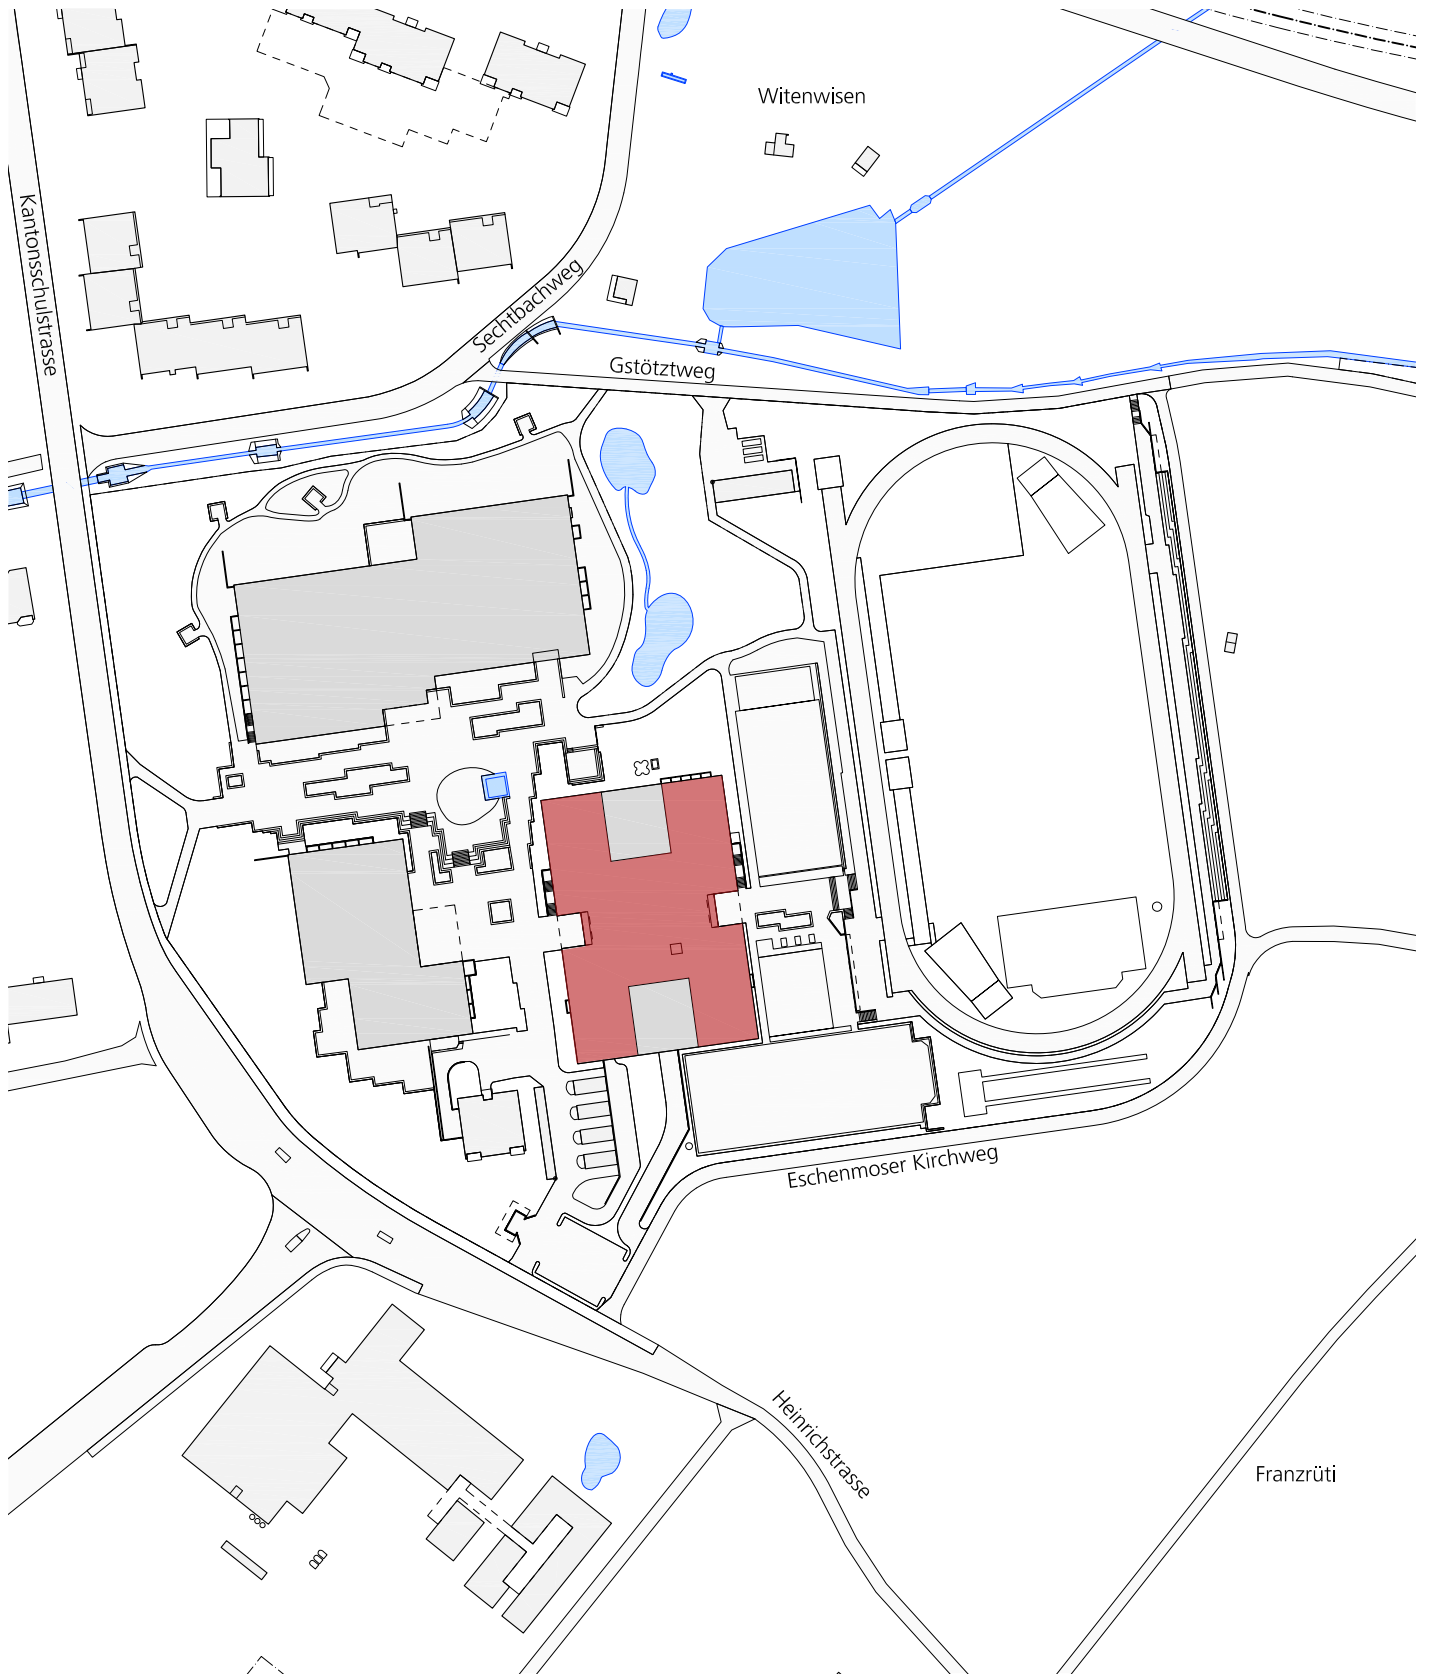 Witenwisen
Kantonsschulstrasse
Sechtbachweg
Gstötztweg
Eschenmoser Kirchweg
Heinrichstrasse
Franzrüti